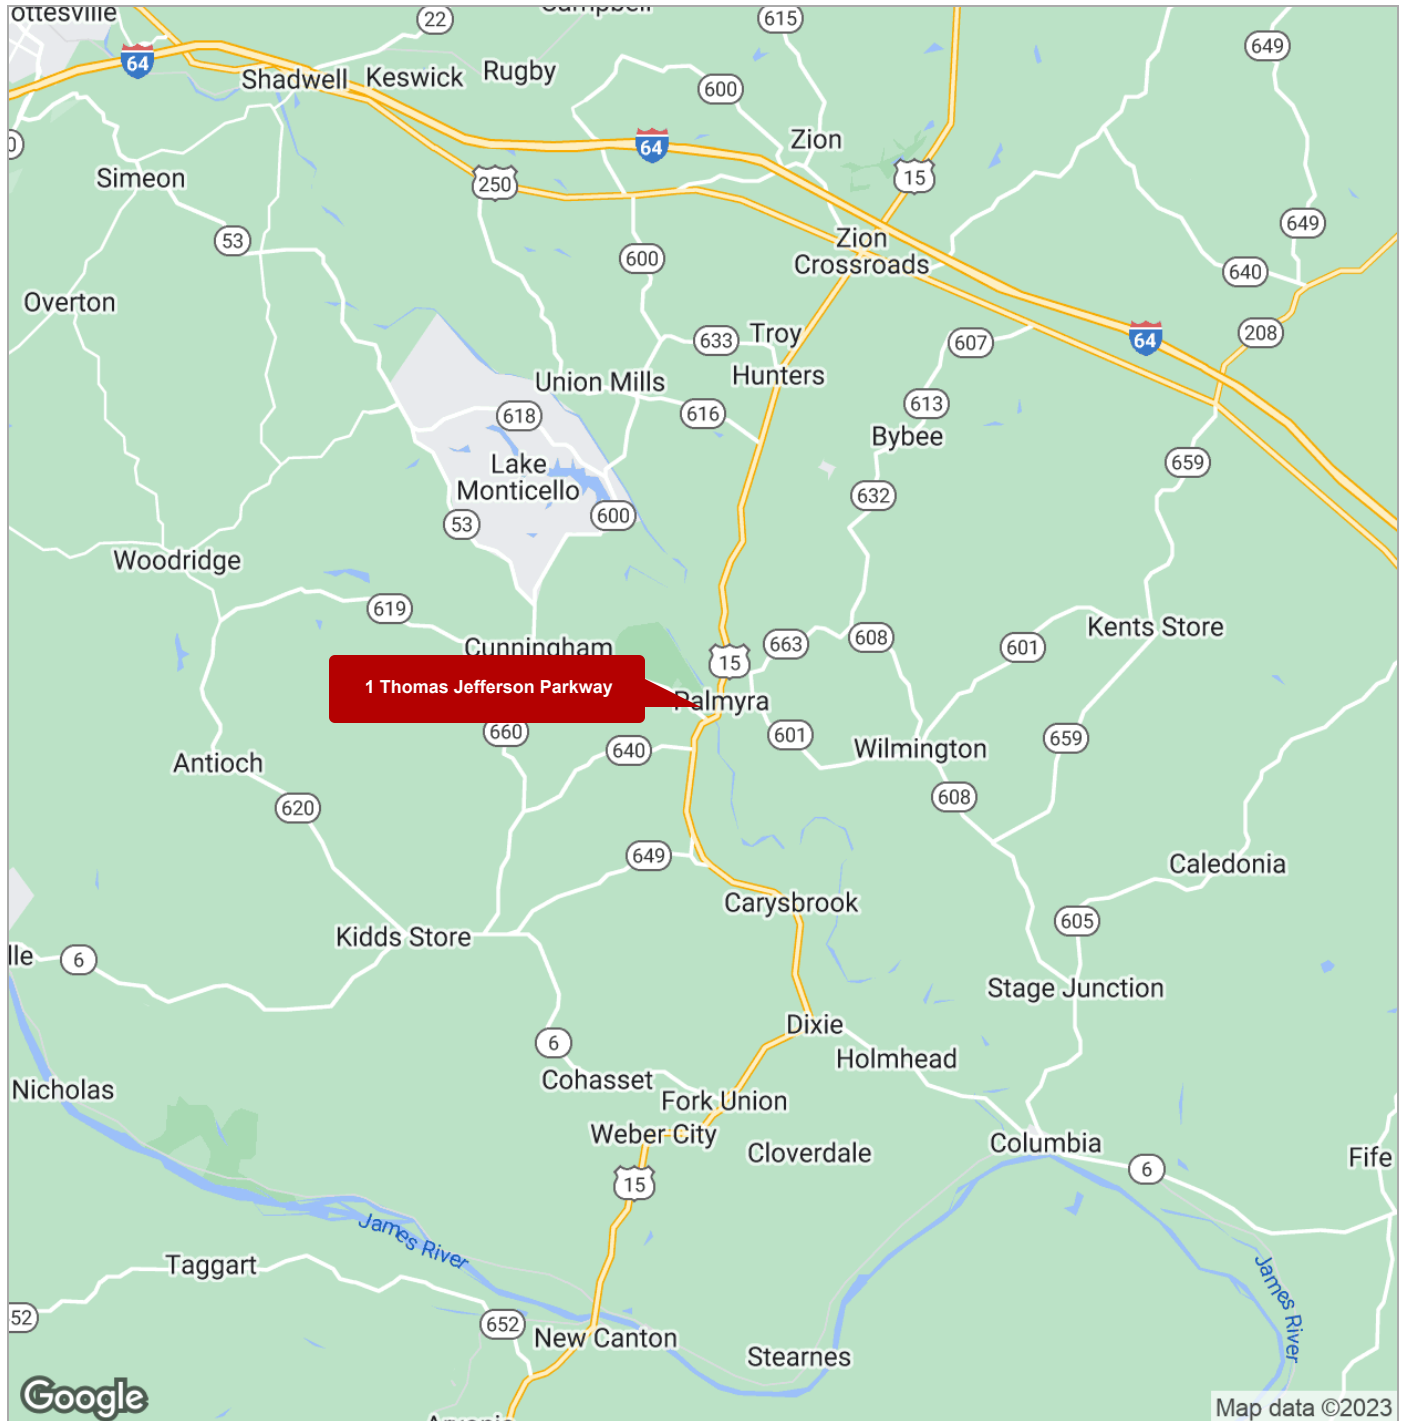 ottesville
22
Campbell
615
649
64
Shadwell
Keswick
Rugby
600
64
Zion
250
15
Simeon
53
649
Zion
Crossroads
600
640
Overton
208
64
633
Troy
607
Union Mills
Hunters
613
618
616
Bybee
Lake
Monticello
659
632
53
600
Woodridge
619
663
608
601
Kents Store
Cunningham
15
1 Thomas Jefferson Parkway
Palmyra
660
640
601
Wilmington
659
Antioch
620
608
649
Caledonia
Carysbrook
605
Kidds Store
lle
6
Stage Junction
Dixie
6
Holmhead
Cohasset
Nicholas
Fork Union
Weber City
Cloverdale
Columbia
6
Fife
15
James River
Taggart
James River
52
652
New Canton
Stearnes
Google
Map data ©2023